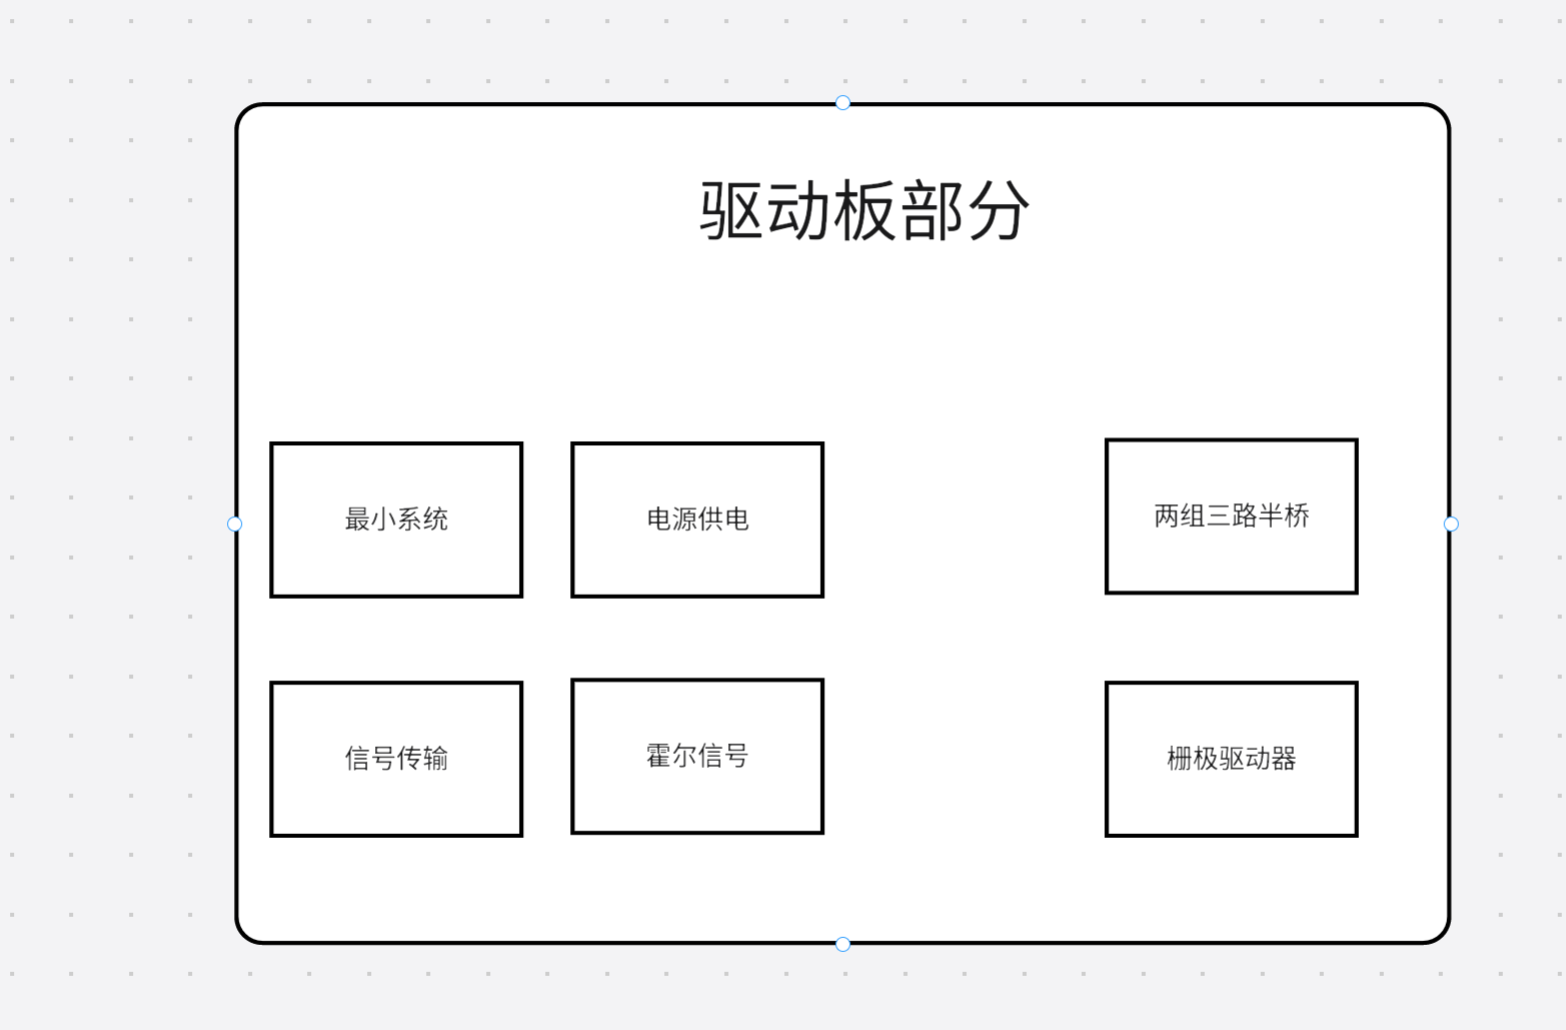 驱动板部分
最小系统
电源供电
两组三路半桥
信号传输
霍尔信号
栅极驱动器